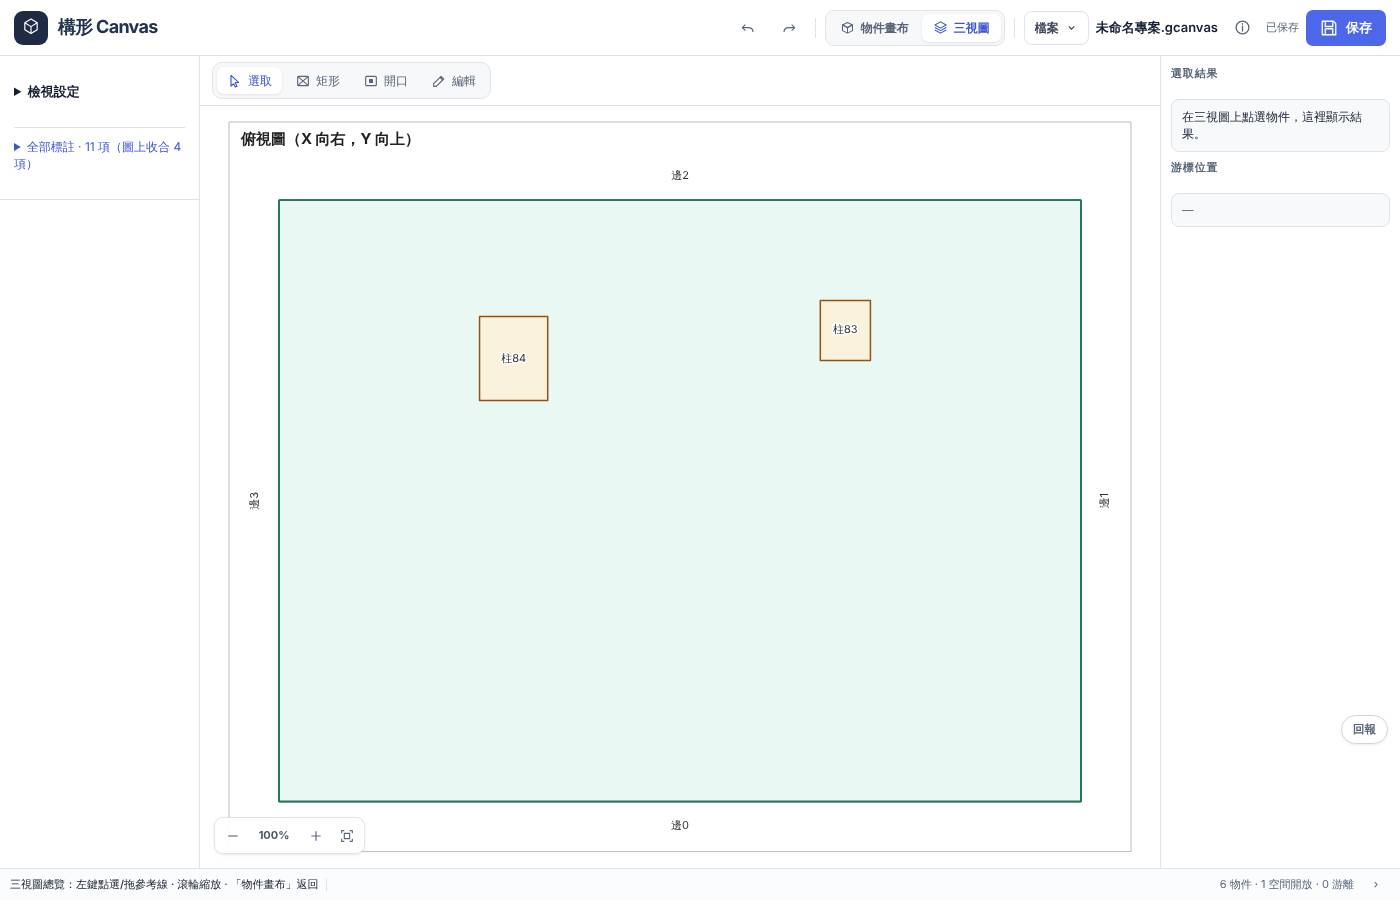 構形 Canvas
物件畫布
三視圖
檔案
未命名專案.gcanvas
已保存
保存
檢視設定
全部標註 · 11 項（圖上收合 4
項）
選取
矩形
開口
編輯
俯視圖（X 向右，Y 向上）
邊2
柱84
柱83
邊3
邊1
邊0
100%
選取結果
在三視圖上點選物件，這裡顯示結
果。
游標位置
—
回報
三視圖總覽：左鍵點選/拖參考線 · 滾輪縮放 · 「物件畫布」返回
6 物件 · 1 空間開放 · 0 游離